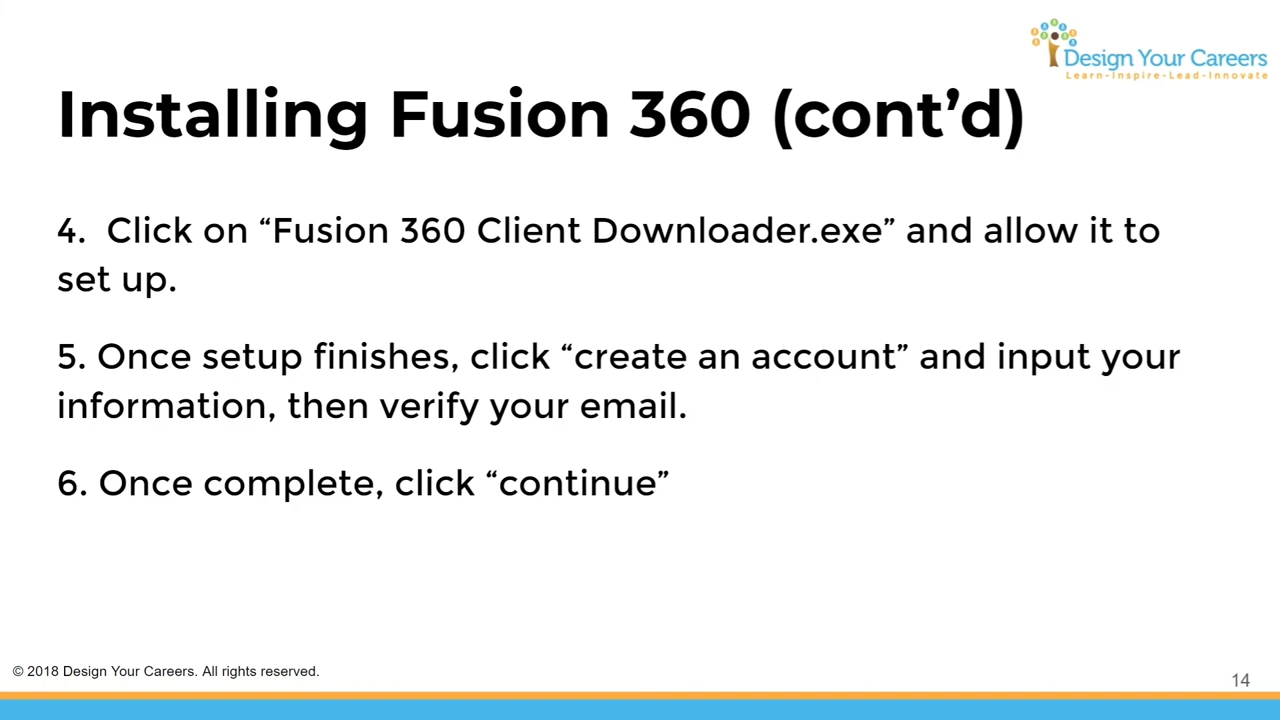 Design Your Careers
Learn-Inspire-Lead-Innovate
Installing Fusion 360 (cont’d)
4.  Click on “Fusion 360 Client Downloader.exe” and allow it to
set up.
5. Once setup finishes, click “create an account” and input your
information, then verify your email.
6. Once complete, click “continue”
© 2018 Design Your Careers. All rights reserved.
14